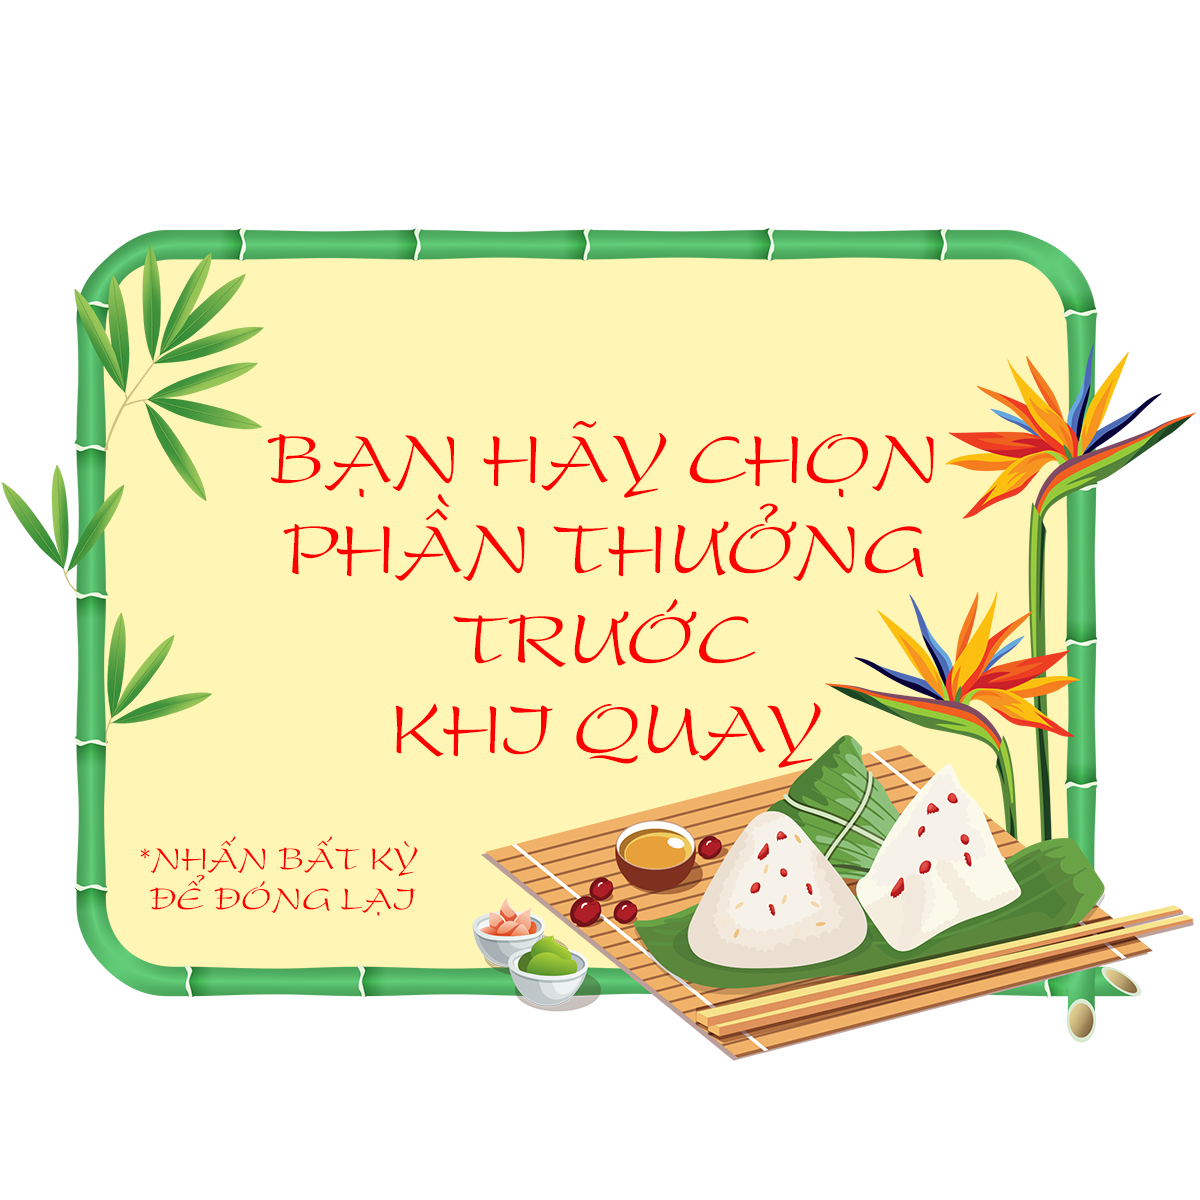 BẠN HÃY CHỌN
PHẦN THƯỞNG
TRƯỚC
KHI QUAY
*NHẤN BẤT KỲ
ĐỂ ĐÓNG LẠI